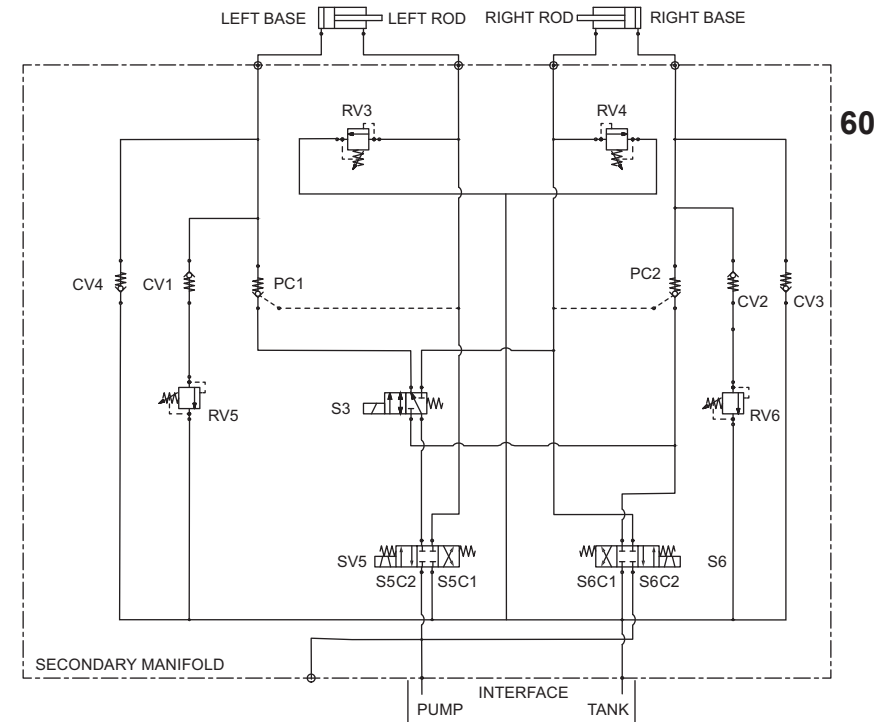 LEFT BASE LEFT ROD RIGHT ROD RIGHT BASE
60
RV3 RV4
CV4 CV1 PC1 PC2 CV2 CV3
S3 RV5 RV6
SV5 S5C2 S5C1 S6C1 S6C2 S6
SECONDARY MANIFOLD
INTERFACE
PUMP TANK